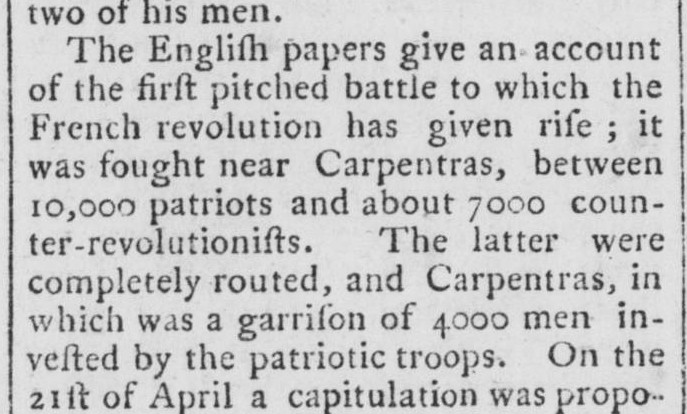 two of his men.
The Engliſh papers give an account
of the firſt pitched battle to which the
French revolution has given riſe ; it
was fought near Carpentras, between
10,000 patriots and about 7000 coun-
ter-revolutioniſts. The latter were
completely routed, and Carpentras, in
which was a garriſon of 4000 men in-
veſted by the patriotic troops. On the
21ſt of April a capitulation was propo-